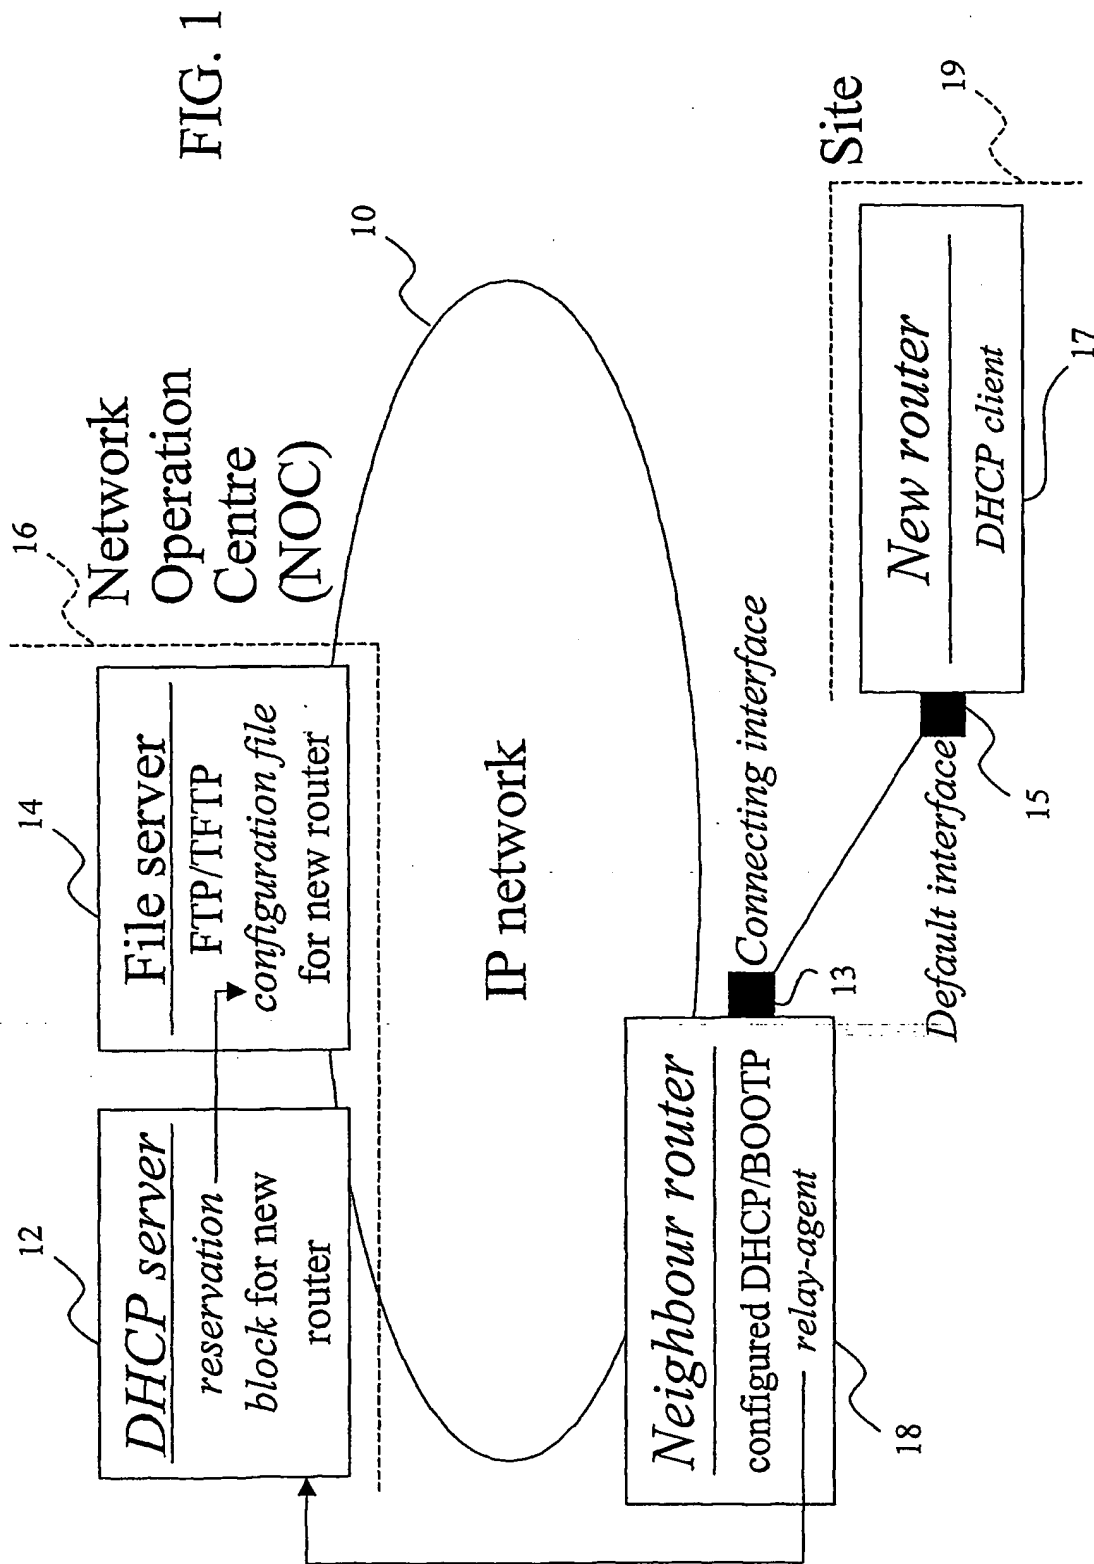 FIG. 1
16
Network
Operation
Centre
(NOC)
12
DHCP server
reservation
block for new
router
14
File server
FTP/TFTP
configuration file
for new router
10
IP network
Neighbour router
configured DHCP/BOOTP
relay-agent
18
13
Connecting interface
Default interface
15
Site
19
New router
DHCP client
17